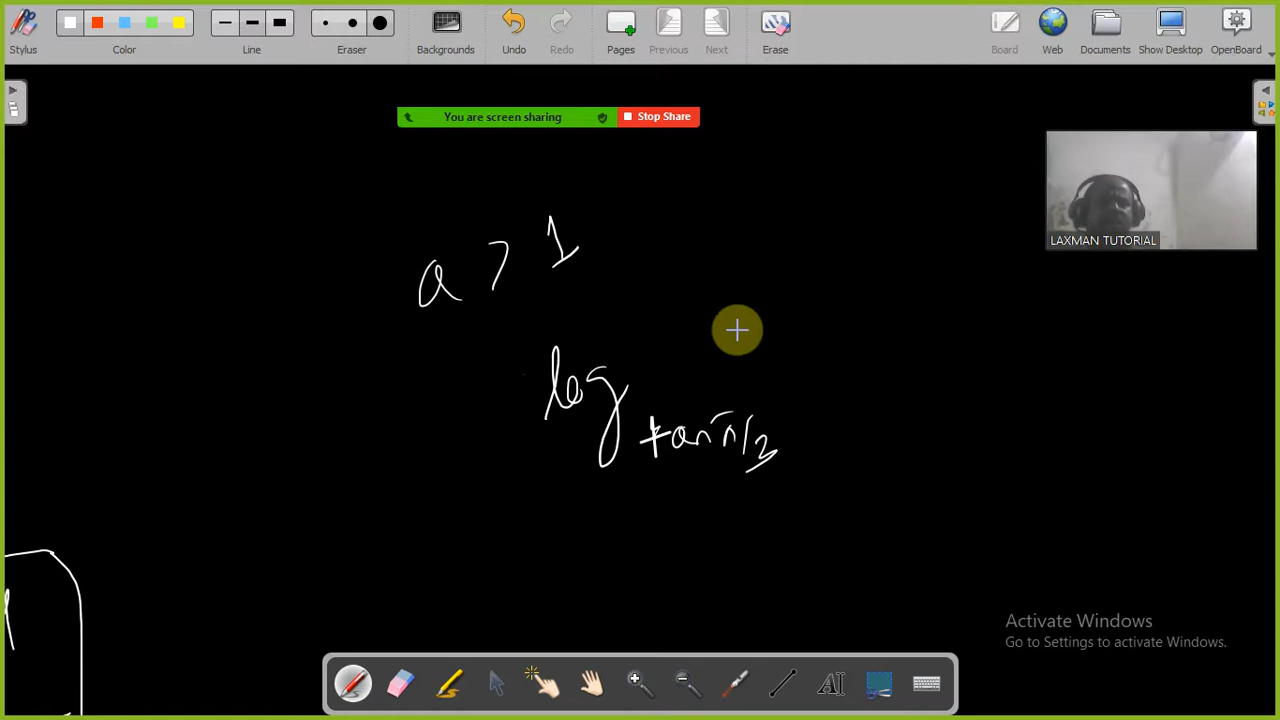 Stylus
Color
Line
Eraser
Backgrounds
Undo
Redo
Pages
Previous
Next
Erase
Board
Web
Documents
Show Desktop
OpenBoard
You are screen sharing
Stop Share
LAXMAN TUTORIAL
a > 1
log tan π/2
Activate Windows
Go to Settings to activate Windows.
AI